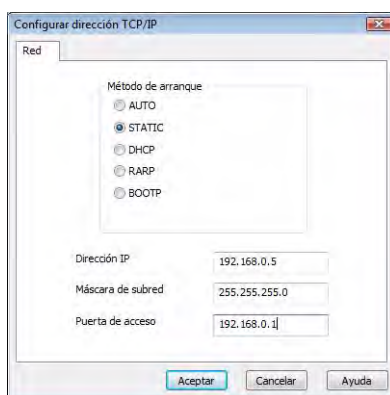 Configurar dirección TCP/IP
Red
Método de arranque
AUTO
STATIC
DHCP
RARP
BOOTP
Dirección IP 192.168.0.5
Máscara de subred 255.255.255.0
Puerta de acceso 192.168.0.1
Aceptar Cancelar Ayuda